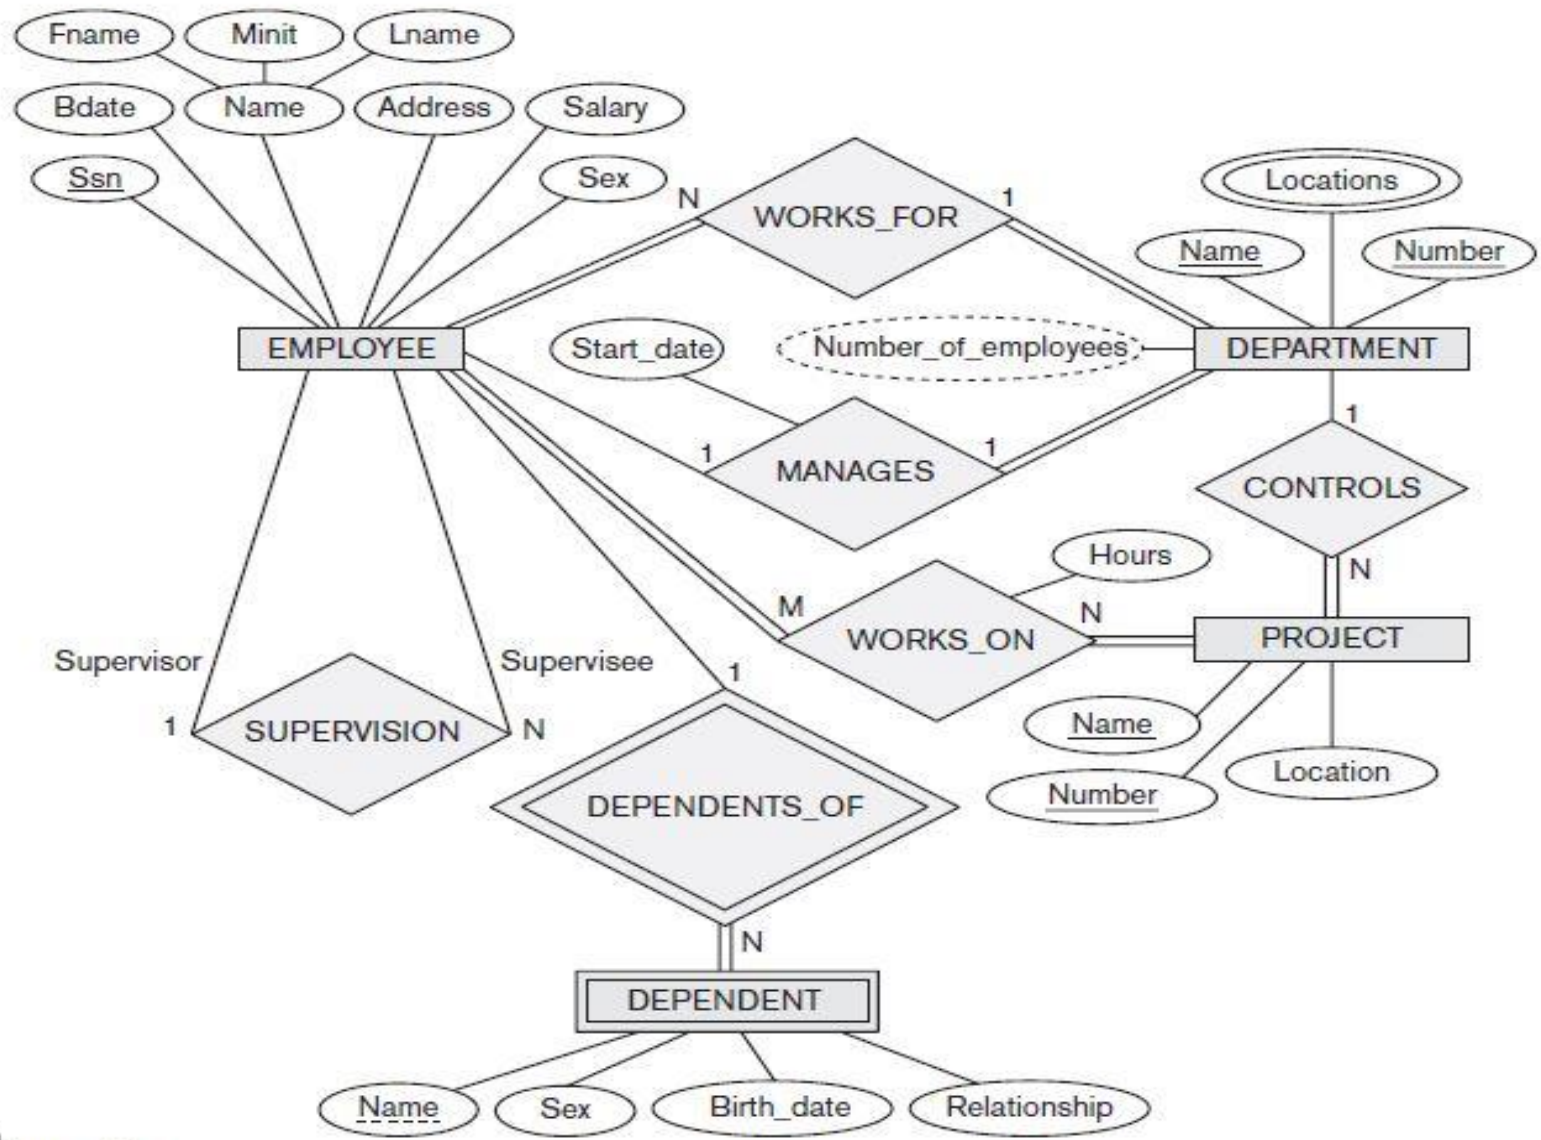 Fname Minit Lname
Bdate Name Address Salary
Ssn Sex
N WORKS_FOR 1
Locations
Name Number
EMPLOYEE
Start_date
Number_of_employees
DEPARTMENT
1 MANAGES 1
1
CONTROLS
N
Hours
M WORKS_ON N
PROJECT
Supervisor Supervisee
1 SUPERVISION N
1
Name
Number
Location
DEPENDENTS_OF
N
DEPENDENT
Name Sex Birth_date Relationship